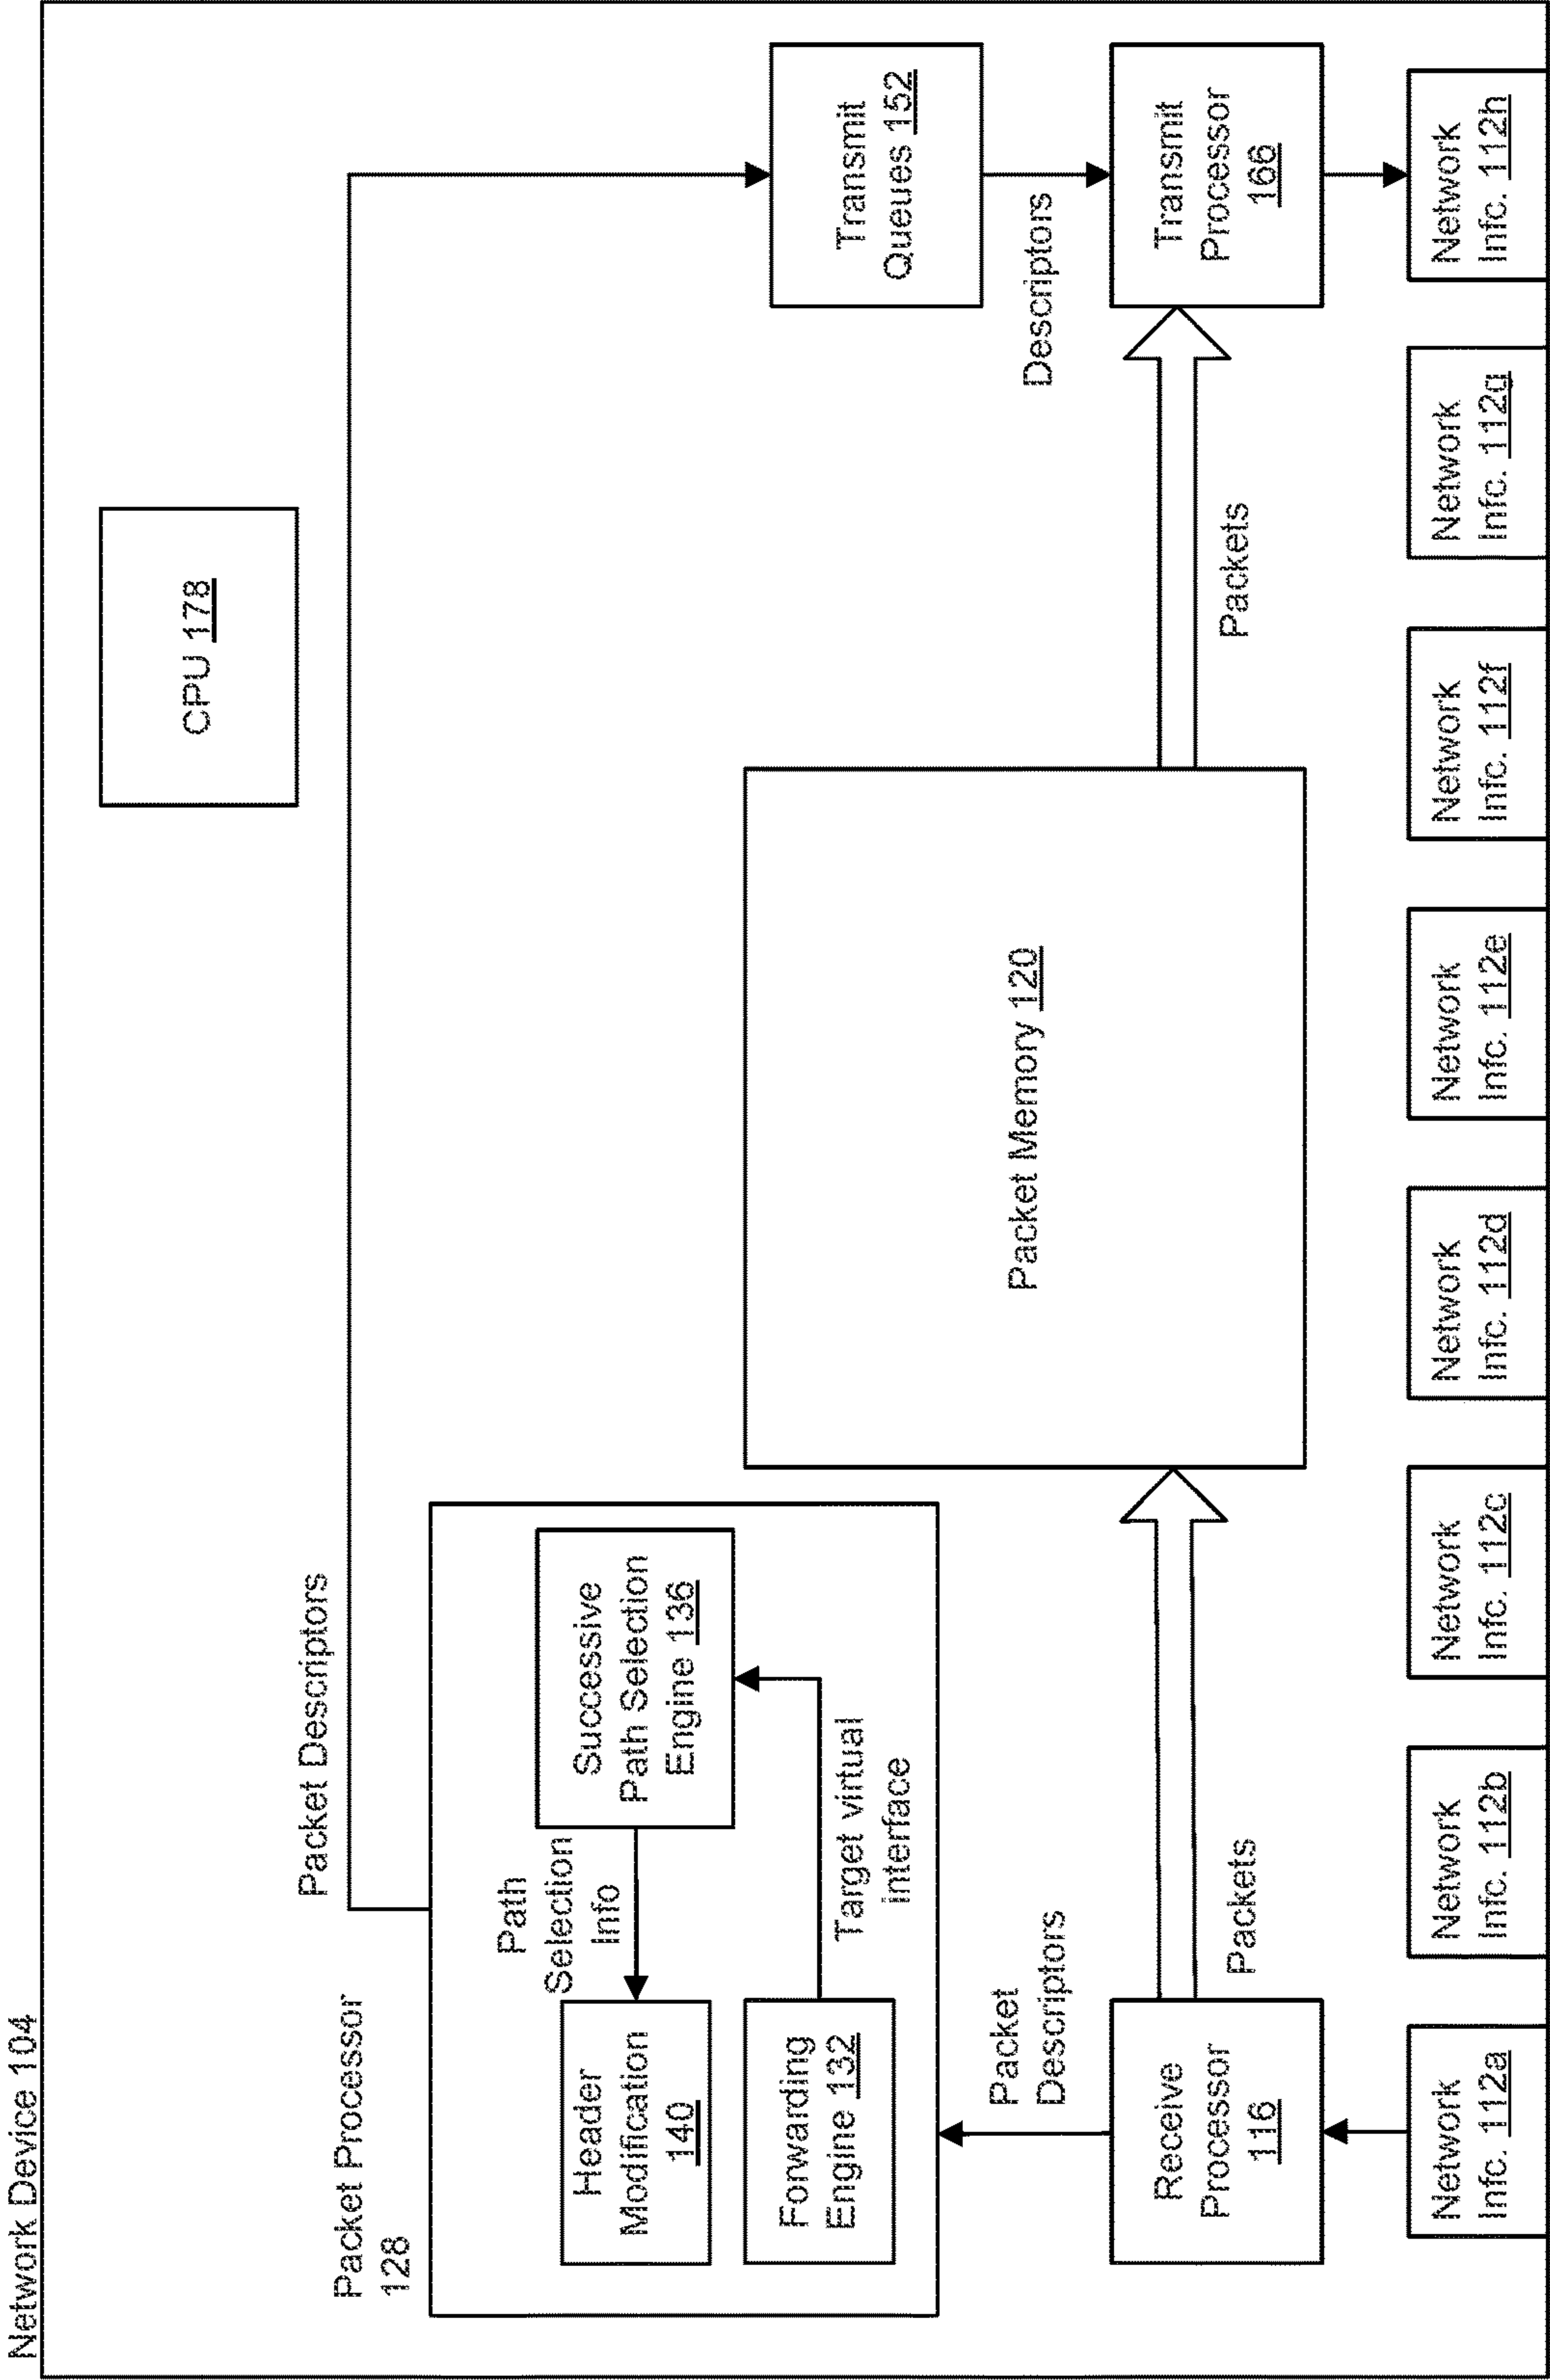 Network Device 104
CPU 178
Packet Descriptors
Packet Processor
128
Path
Selection
Info
Successive
Path Selection
Engine 136
Header
Modification
140
Forwarding
Engine 132
Target virtual
interface
Transmit
Queues 152
Packet Memory 120
Packet
Descriptors
Descriptors
Receive
Processor
116
Packets
Packets
Transmit
Processor
166
Network
Infc. 112a
Network
Infc. 112b
Network
Infc. 112c
Network
Infc. 112d
Network
Infc. 112e
Network
Infc. 112f
Network
Infc. 112g
Network
Infc. 112h